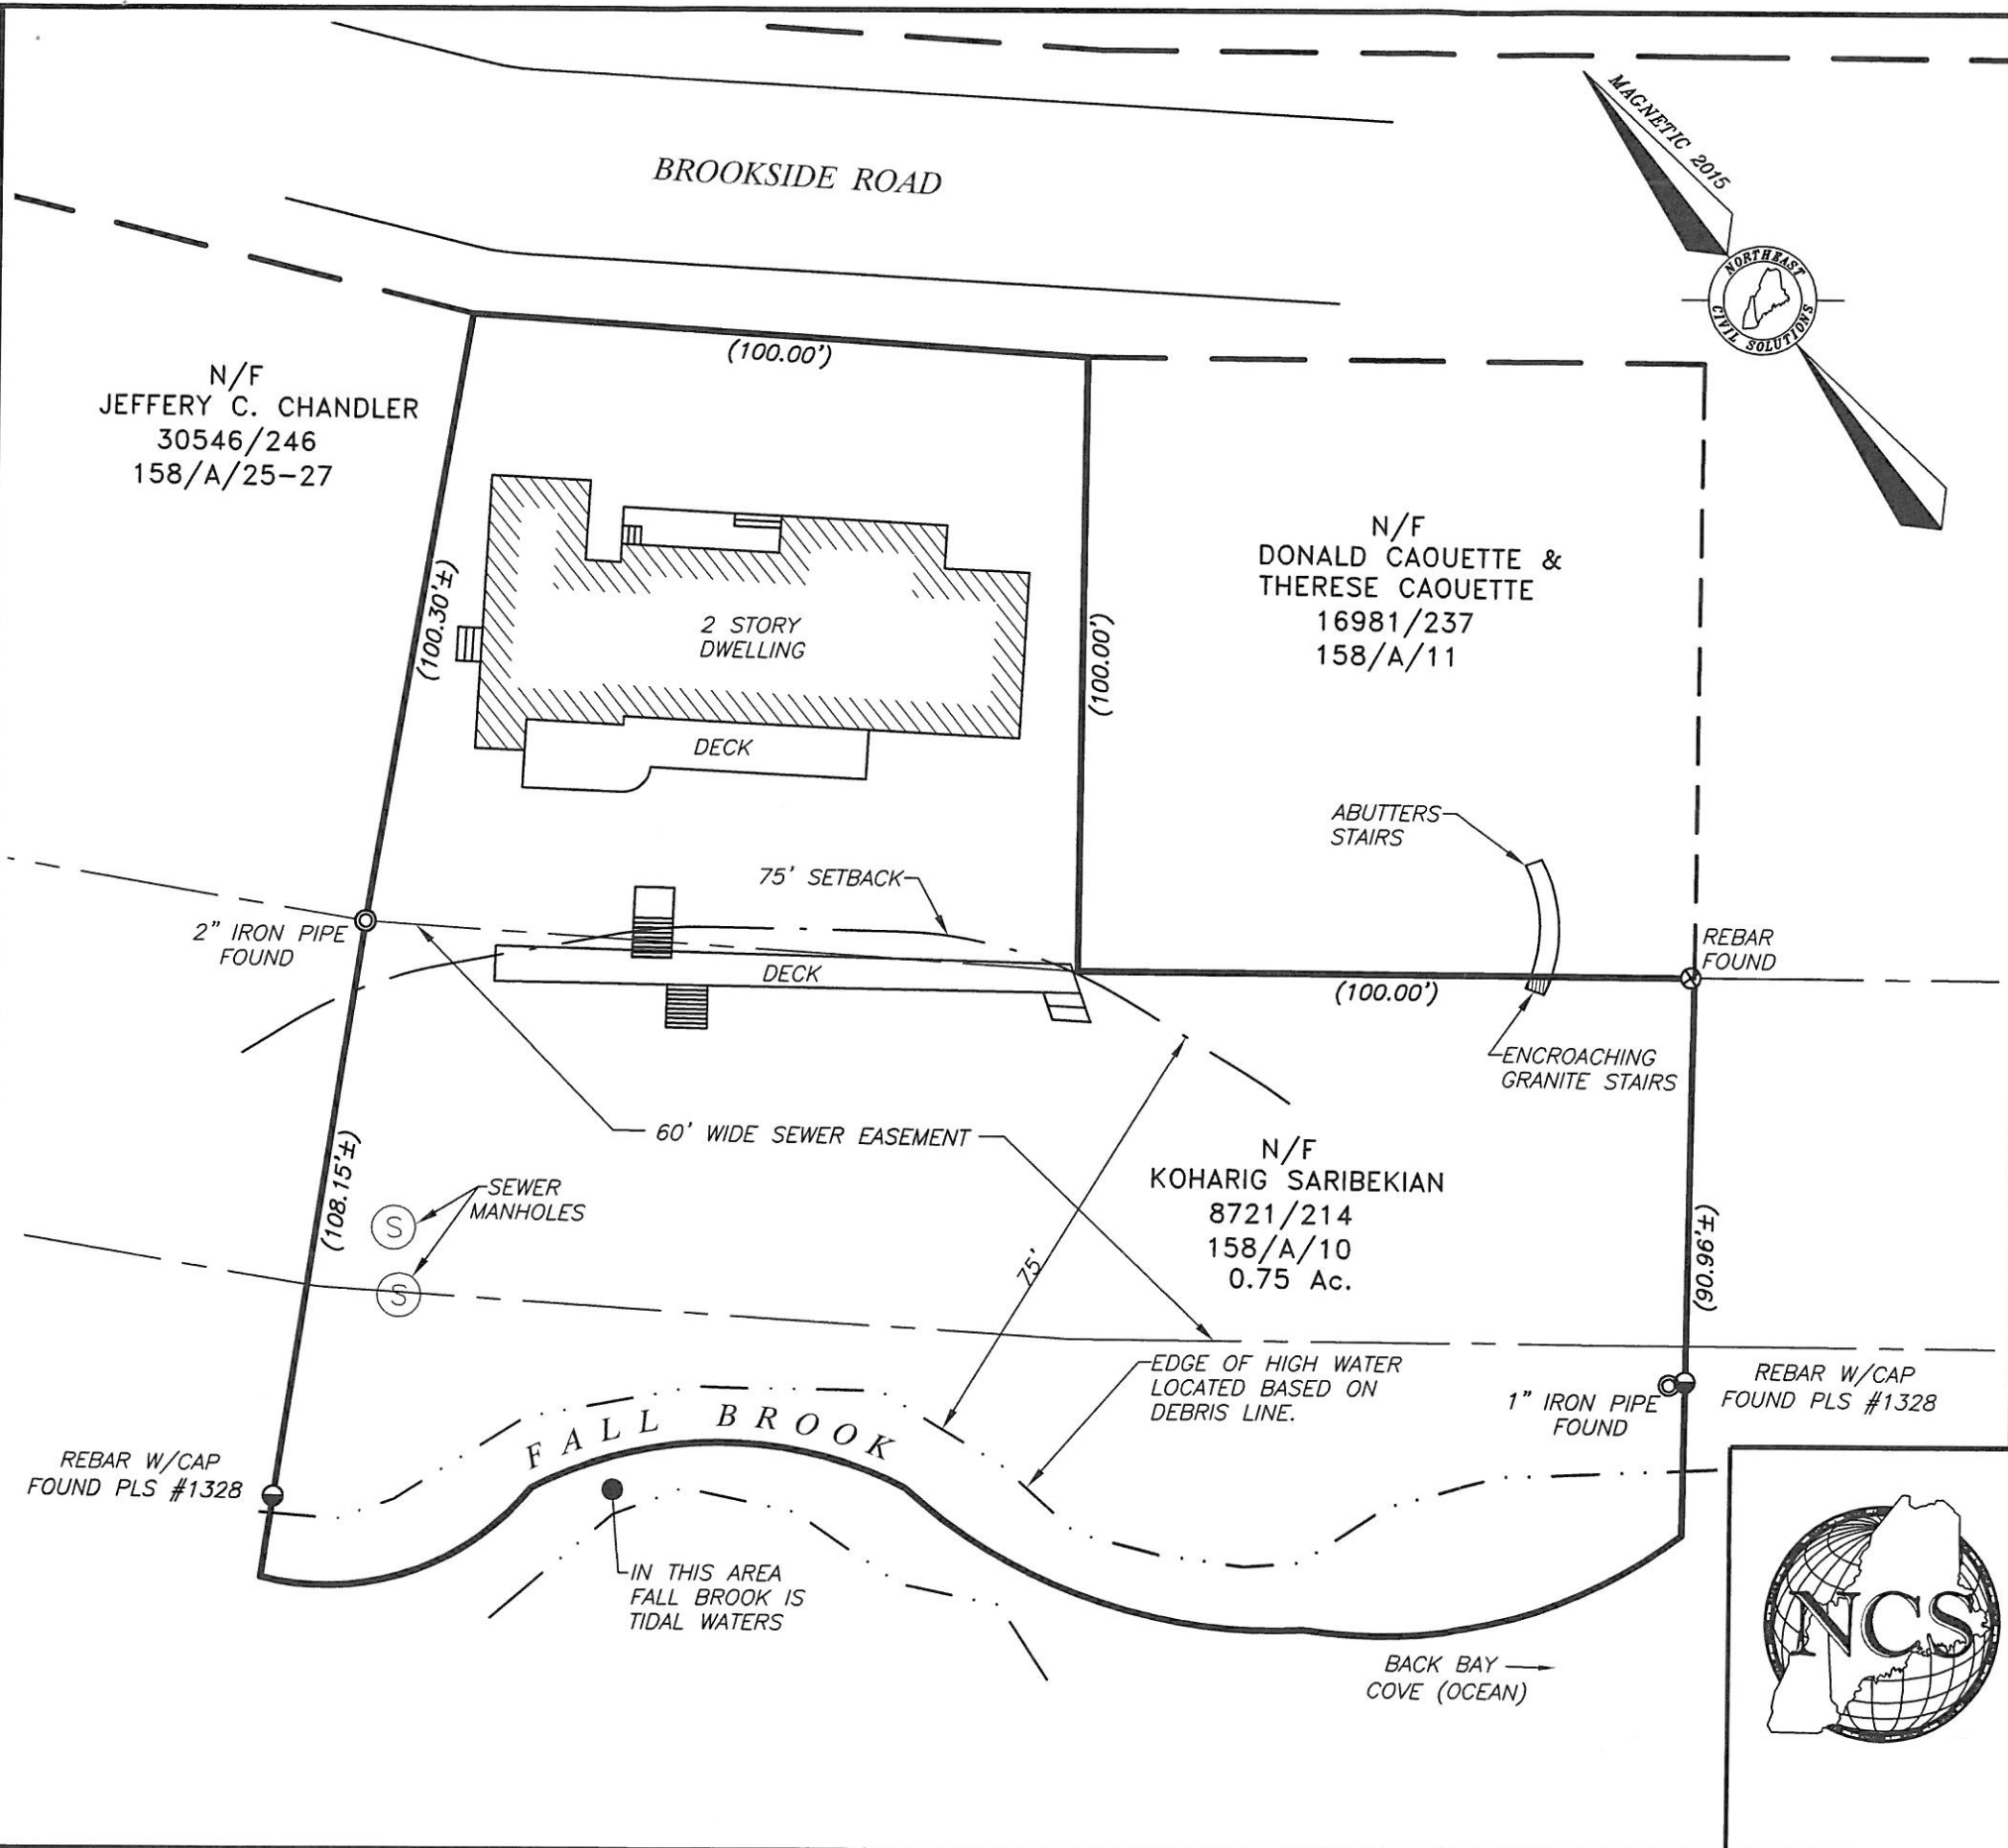 BROOKSIDE ROAD
MAGNETIC 2015
NORTHEAST
CIVIL SOLUTIONS
(100.00')
N/F
JEFFERY C. CHANDLER
30546/246
158/A/25-27
(100.30'±)
2 STORY
DWELLING
DECK
(100.00')
N/F
DONALD CAOUETTE &
THERESE CAOUETTE
16981/237
158/A/11
ABUTTERS
STAIRS
75' SETBACK
2" IRON PIPE
FOUND
DECK
REBAR
FOUND
(100.00')
ENCROACHING
GRANITE STAIRS
60' WIDE SEWER EASEMENT
N/F
KOHARIG SARIBEKIAN
8721/214
158/A/10
0.75 Ac.
(108.15'±)
SEWER
MANHOLES
S
S
75'
(90.96'±)
EDGE OF HIGH WATER
LOCATED BASED ON
DEBRIS LINE.
1" IRON PIPE
FOUND
REBAR W/CAP
FOUND PLS #1328
FALL BROOK
REBAR W/CAP
FOUND PLS #1328
IN THIS AREA
FALL BROOK IS
TIDAL WATERS
BACK BAY
COVE (OCEAN)
NCS